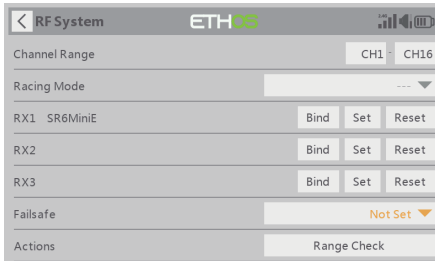 RF System ETHOS
Channel Range CH1 - CH16
Racing Mode ---
RX1 SR6MiniE Bind Set Reset
RX2 Bind Set Reset
RX3 Bind Set Reset
Failsafe Not Set
Actions Range Check